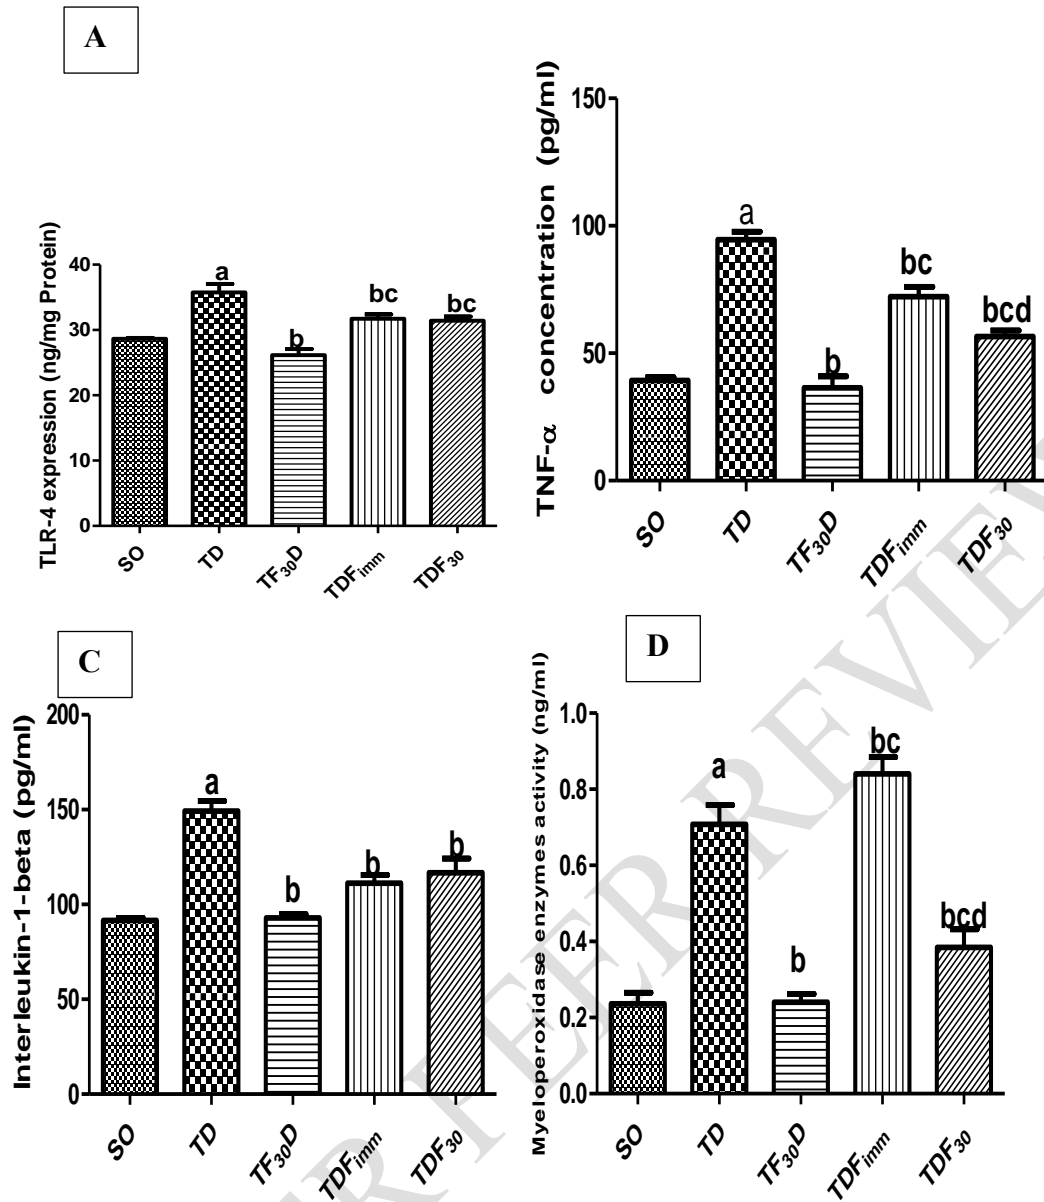 A
TLR-4 expression (ng/mg Protein)
40
30
20
10
0
a
b
bc
bc
SO
TD
TF₃₀D
TDFᵢₘₘ
TDF₃₀
TNF-α concentration (pg/ml)
150
100
50
0
a
b
bc
bcd
SO
TD
TF₃₀D
TDFᵢₘₘ
TDF₃₀
C
Interleukin-1-beta (pg/ml)
200
150
100
50
0
a
b
b
b
SO
TD
TF₃₀D
TDFᵢₘₘ
TDF₃₀
D
Myeloperoxidase enzymes activity (ng/ml)
1.0
0.8
0.6
0.4
0.2
0.0
a
b
bc
bcd
SO
TD
TF₃₀D
TDFᵢₘₘ
TDF₃₀
PEER REVIEW